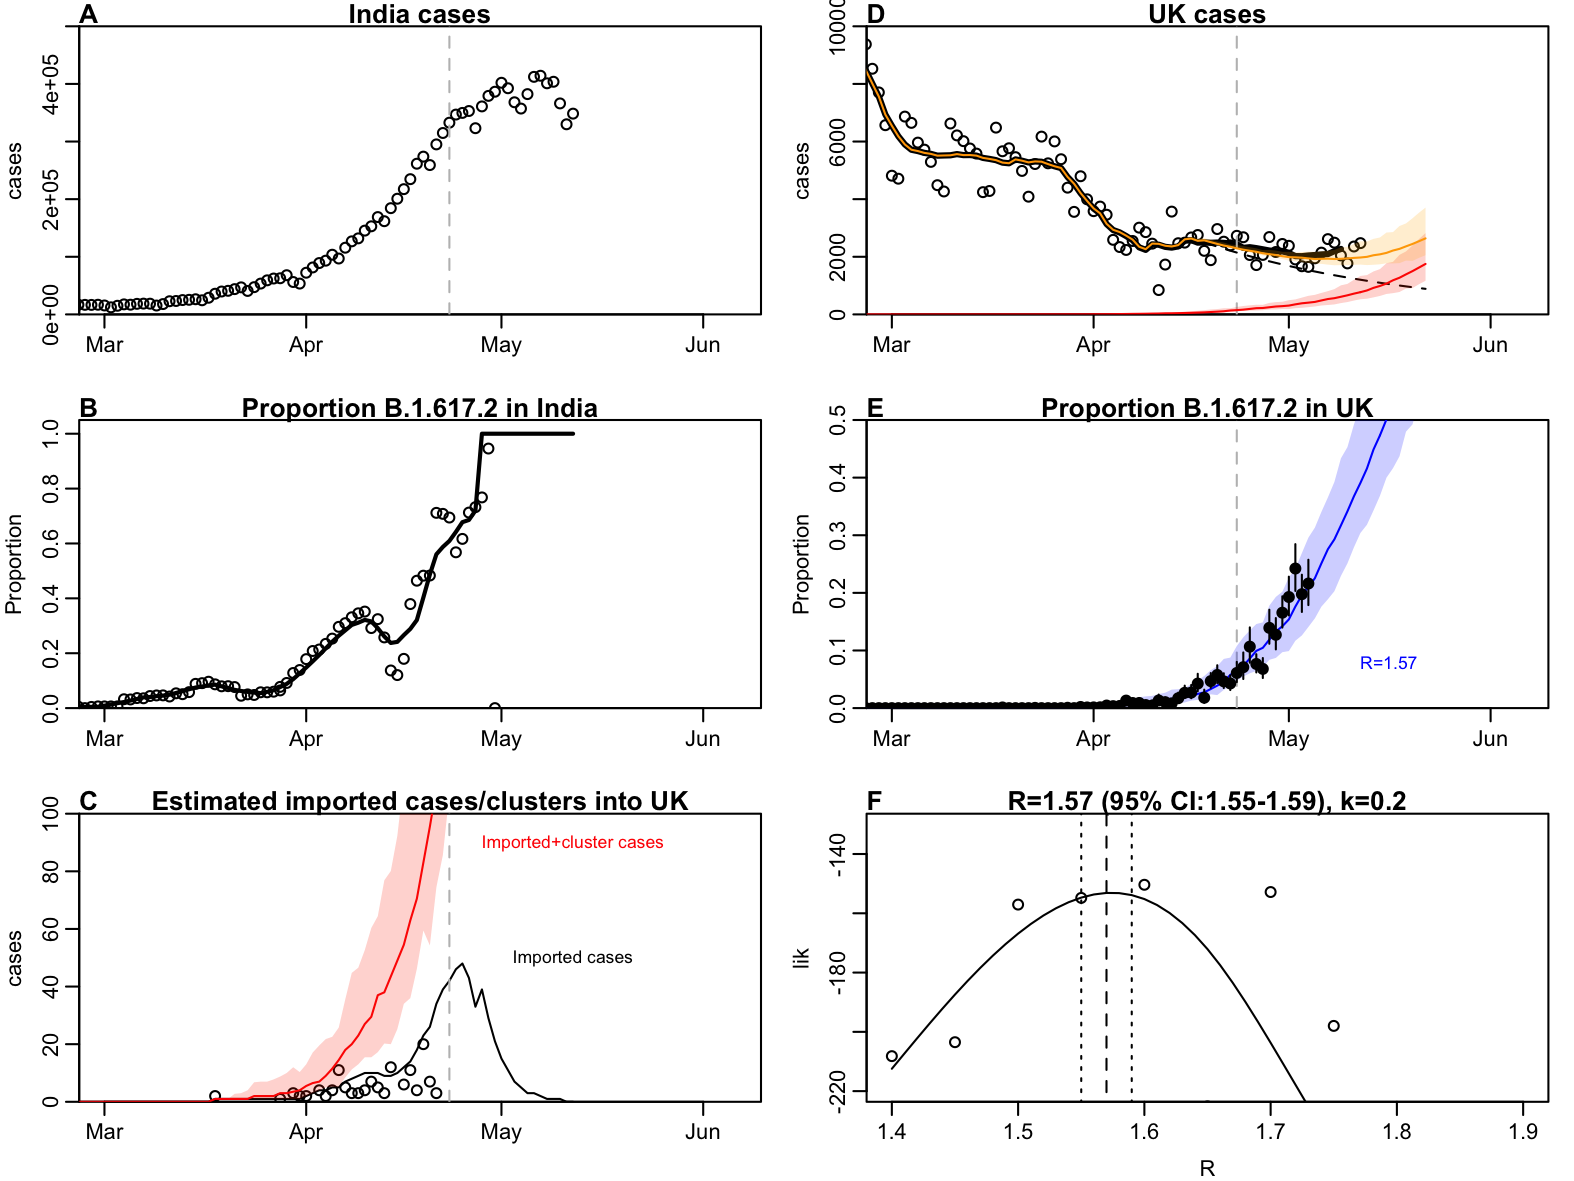 A India cases
cases
0e+00 2e+05 4e+05
Mar Apr May Jun
D UK cases
cases
0 2000 6000 10000
Mar Apr May Jun
B Proportion B.1.617.2 in India
Proportion
0.0 0.2 0.4 0.6 0.8 1.0
Mar Apr May Jun
E Proportion B.1.617.2 in UK
Proportion
0.0 0.1 0.2 0.3 0.4 0.5
R=1.57
Mar Apr May Jun
C Estimated imported cases/clusters into UK
cases
0 20 40 60 80 100
Imported+cluster cases
Imported cases
Mar Apr May Jun
F R=1.57 (95% CI:1.55-1.59), k=0.2
lik
-220 -180 -140
1.4 1.5 1.6 1.7 1.8 1.9
R